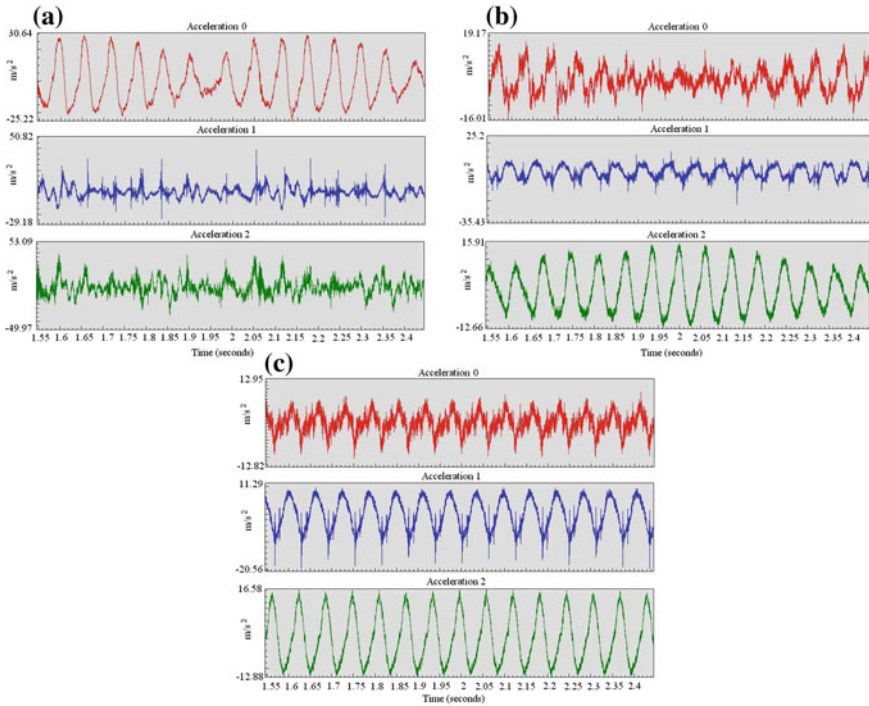 (a)
Acceleration 0
30.64
m/s²
-25.22
Acceleration 1
50.82
m/s²
-29.18
Acceleration 2
53.09
m/s²
-49.97
1.55 1.6 1.65 1.7 1.75 1.8 1.85 1.9 1.95 2 2.05 2.1 2.15 2.2 2.25 2.3 2.35 2.4
Time (seconds)
(b)
Acceleration 0
19.17
m/s²
-16.01
Acceleration 1
25.2
m/s²
-35.43
Acceleration 2
15.91
m/s²
-12.66
1.55 1.6 1.65 1.7 1.75 1.8 1.85 1.9 1.95 2 2.05 2.1 2.15 2.2 2.25 2.3 2.35 2.4
Time (seconds)
(c)
Acceleration 0
12.95
m/s²
-12.82
Acceleration 1
11.29
m/s²
-20.56
Acceleration 2
16.58
m/s²
-12.88
1.55 1.6 1.65 1.7 1.75 1.8 1.85 1.9 1.95 2 2.05 2.1 2.15 2.2 2.25 2.3 2.35 2.4
Time (seconds)